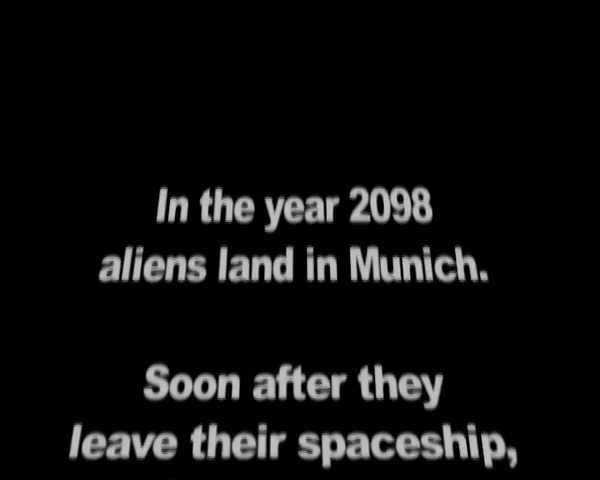 In the year 2098
aliens land in Munich.
Soon after they
leave their spaceship,